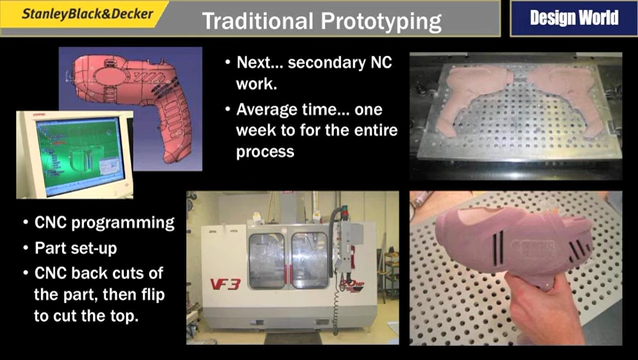 StanleyBlack&Decker
Traditional Prototyping
Design World
• Next... secondary NC
work.
• Average time... one
week to for the entire
process
• CNC programming
• Part set-up
• CNC back cuts of
the part, then flip
to cut the top.
VF3